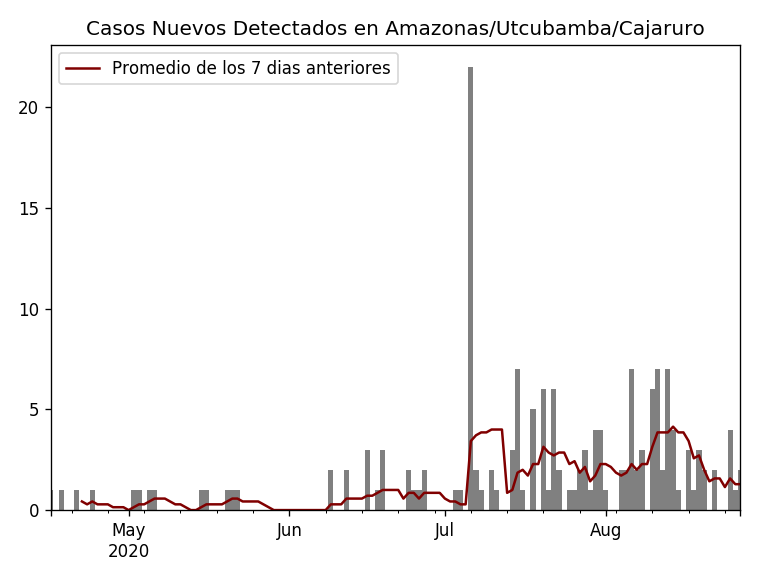 Casos Nuevos Detectados en Amazonas/Utcubamba/Cajaruro
Promedio de los 7 dias anteriores
20
15
10
5
0
May Jun Jul Aug
2020